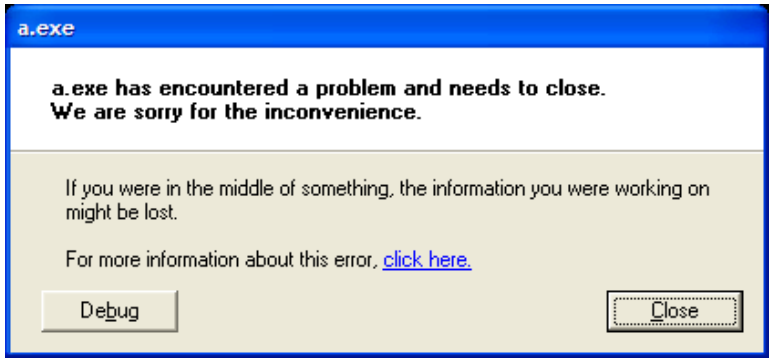 a.exe
a.exe has encountered a problem and needs to close.
We are sorry for the inconvenience.
If you were in the middle of something, the information you were working on
might be lost.
For more information about this error, click here.
Debug
Close